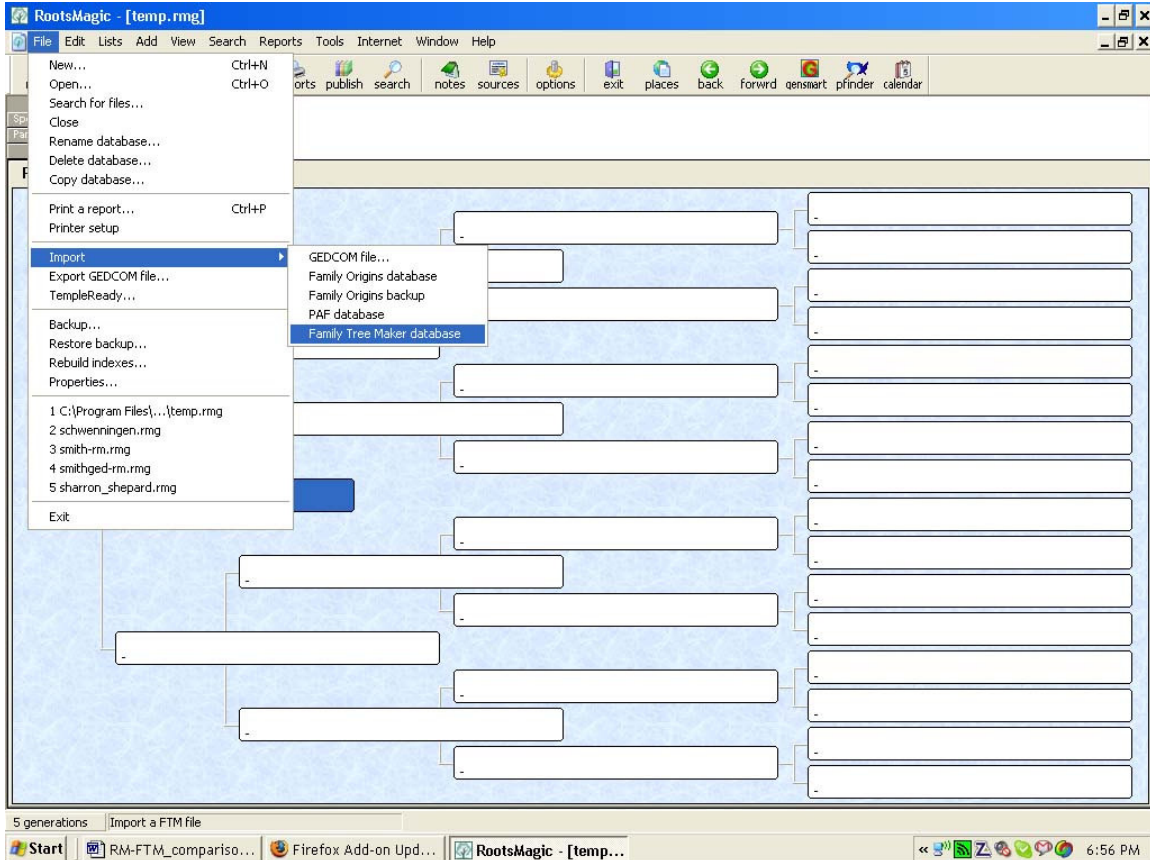 RootsMagic - [temp.rmg]
File Edit Lists Add View Search Reports Tools Internet Window Help
publish search notes sources options exit places back forwrd gensmart pfinder calendar
New... Ctrl+N
Open... Ctrl+O
Search for files...
Close
Rename database...
Delete database...
Copy database...
Print a report... Ctrl+P
Printer setup
Import
Export GEDCOM file...
TempleReady...
Backup...
Restore backup...
Rebuild indexes...
Properties...
1 C:\Program Files\...\temp.rmg
2 schwenningen.rmg
3 smith-rm.rmg
4 smithged-rm.rmg
5 sharron_shepard.rmg
Exit
GEDCOM file...
Family Origins database
Family Origins backup
PAF database
Family Tree Maker database
5 generations Import a FTM file
Start RM-FTM_compariso... Firefox Add-on Upd... RootsMagic - [temp... « 6:56 PM